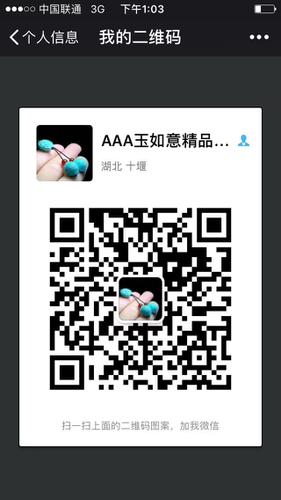 中国联通 3G 下午1:03
个人信息 我的二维码
AAA玉如意精品...
湖北 十堰
扫一扫上面的二维码图案，加我微信